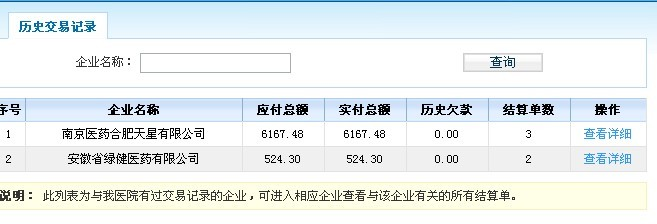 历史交易记录
企业名称： 查询
序号 企业名称 应付总额 实付总额 历史欠款 结算单数 操作
1 南京医药合肥天星有限公司 6167.48 6167.48 0.00 3 查看详细
2 安徽省绿健医药有限公司 524.30 524.30 0.00 2 查看详细
说明： 此列表为与我医院有过交易记录的企业，可进入相应企业查看与该企业有关的所有结算单。